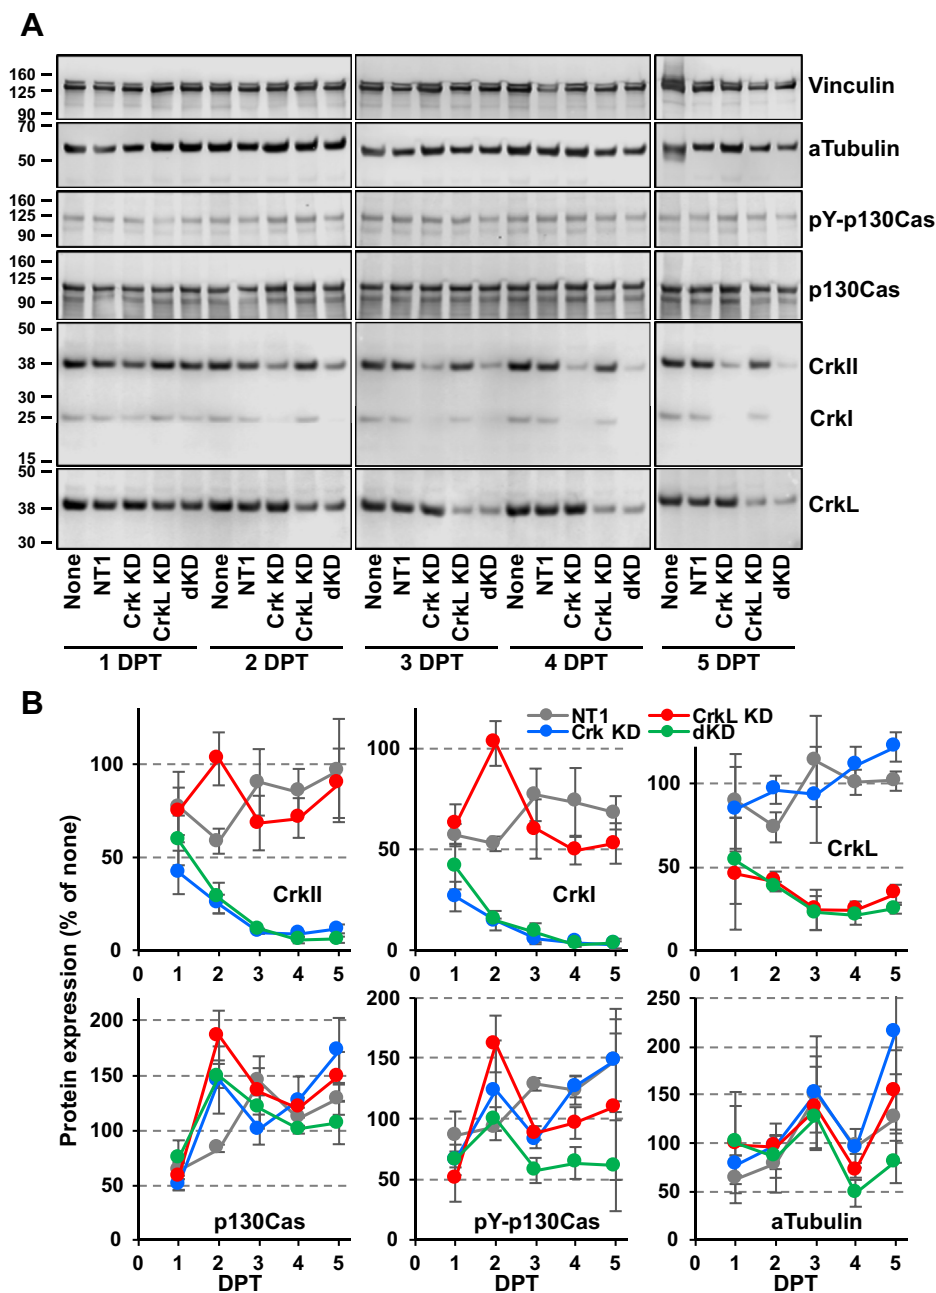 A
160
125
90
Vinculin
70
50
aTubulin
160
125
90
pY-p130Cas
160
125
90
p130Cas
50
38
30
25
15
CrkII
CrkI
50
38
30
CrkL
None NT1 Crk KD CrkL KD dKD None NT1 Crk KD CrkL KD dKD None NT1 Crk KD CrkL KD dKD None NT1 Crk KD CrkL KD dKD None NT1 Crk KD CrkL KD dKD
1 DPT 2 DPT 3 DPT 4 DPT 5 DPT
B
Protein expression (% of none)
NT1 CrkL KD
Crk KD dKD
100
50
0
CrkII
0 1 2 3 4 5
100
50
0
CrkI
0 1 2 3 4 5
100
50
0
CrkL
0 1 2 3 4 5
200
150
100
50
0
p130Cas
0 1 2 3 4 5
DPT
200
150
100
50
0
pY-p130Cas
0 1 2 3 4 5
DPT
250
200
150
100
50
0
aTubulin
0 1 2 3 4 5
DPT